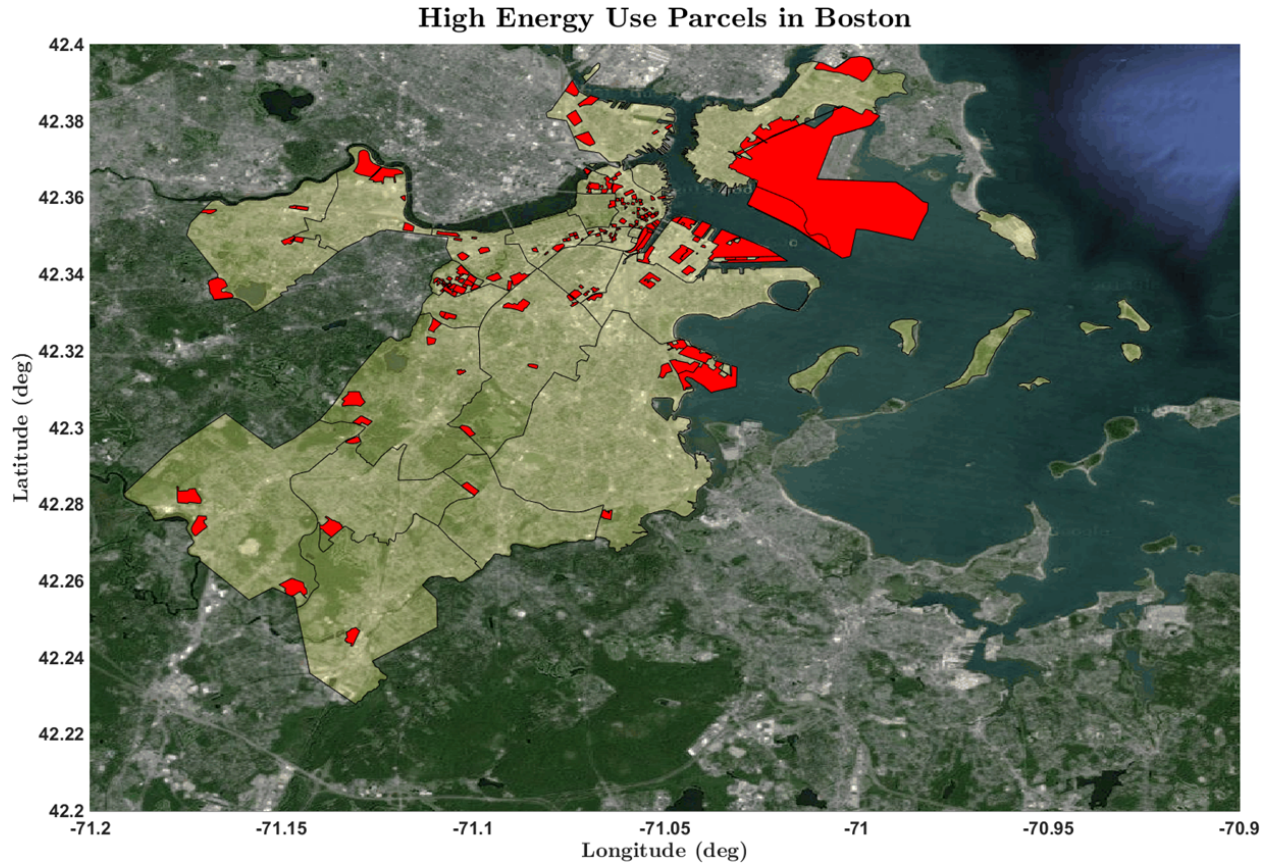 High Energy Use Parcels in Boston
42.4
42.38
42.36
42.34
42.32
42.3
42.28
42.26
42.24
42.22
42.2
Latitude (deg)
-71.2 -71.15 -71.1 -71.05 -71 -70.95 -70.9
Longitude (deg)